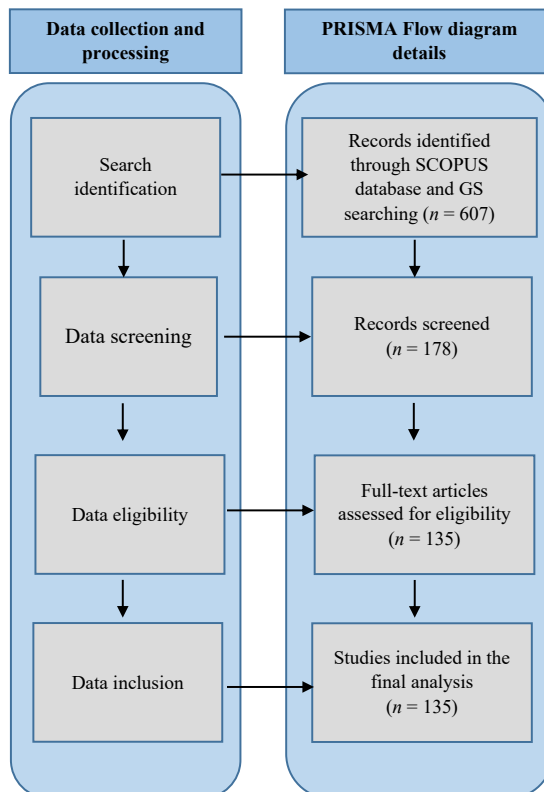 Data collection and
processing
PRISMA Flow diagram
details
Search
identification
Records identified
through SCOPUS
database and GS
searching (n = 607)
Data screening
Records screened
(n = 178)
Data eligibility
Full-text articles
assessed for eligibility
(n = 135)
Data inclusion
Studies included in the
final analysis
(n = 135)